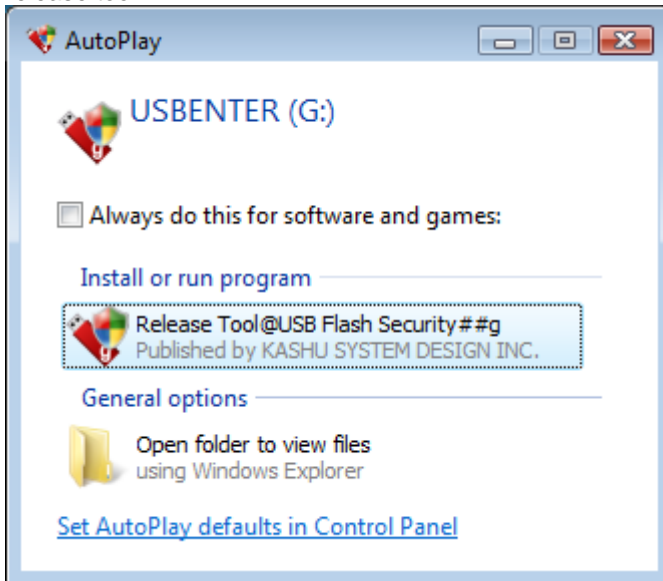 AutoPlay
USBENTER (G:)
Always do this for software and games:
Install or run program
Release Tool@USB Flash Security##g
Published by KASHU SYSTEM DESIGN INC.
General options
Open folder to view files
using Windows Explorer
Set AutoPlay defaults in Control Panel